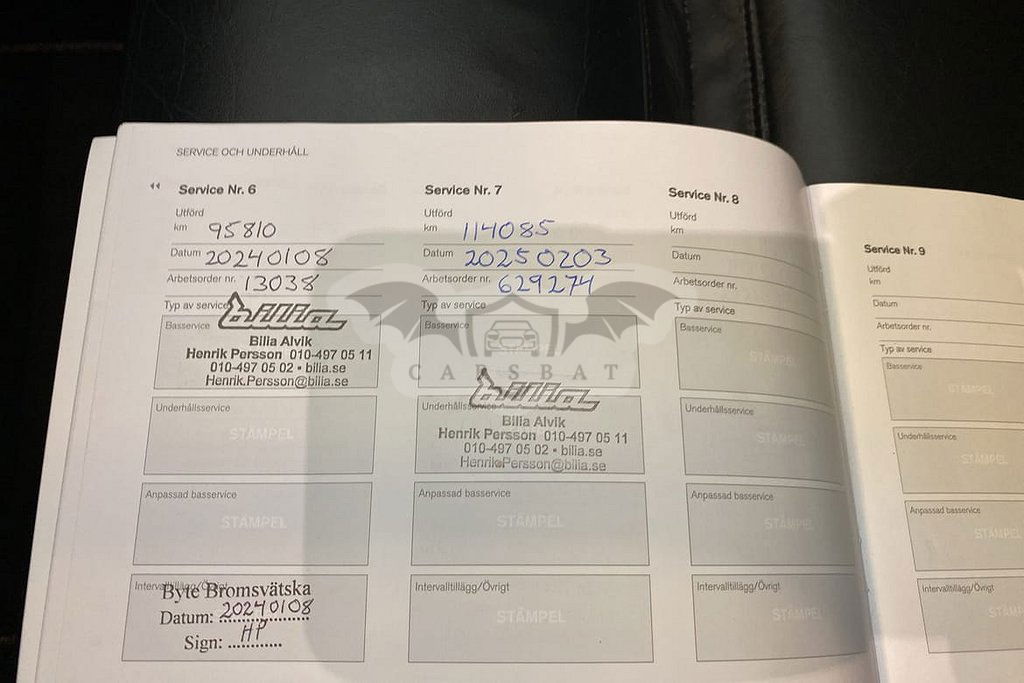 SERVICE OCH UNDERHÅLL
Service Nr. 6
Utförd
km 95810
Datum 20240108
Arbetsorder nr. 13038
Typ av service
Basservice
bilia
Bilia Alvik
Henrik Persson 010-497 05 11
010-497 05 02 • bilia.se
Henrik.Persson@bilia.se
Underhållsservice
STÄMPEL
Anpassad basservice
STÄMPEL
Intervalltillägg/Övrigt
Byte Bromsvätska
Datum: 20240108
Sign: HP
Service Nr. 7
Utförd
km 114085
Datum 20250203
Arbetsorder nr. 629274
Typ av service
Basservice
CARSBAT
Underhållsservice
bilia
Bilia Alvik
Henrik Persson 010-497 05 11
010-497 05 02 • bilia.se
Henrik.Persson@bilia.se
Anpassad basservice
STÄMPEL
Intervalltillägg/Övrigt
STÄMPEL
Service Nr. 8
Utförd
km
Datum
Arbetsorder nr.
Typ av service
Basservice
STÄMPEL
Underhållsservice
STÄMPEL
Anpassad basservice
STÄMPEL
Intervalltillägg/Övrigt
STÄMPEL
Service Nr. 9
Utförd
km
Datum
Arbetsorder nr.
Typ av service
Basservice
STÄMPEL
Underhållsservice
STÄMPEL
Anpassad basservice
STÄMPEL
Intervalltillägg/Övrigt